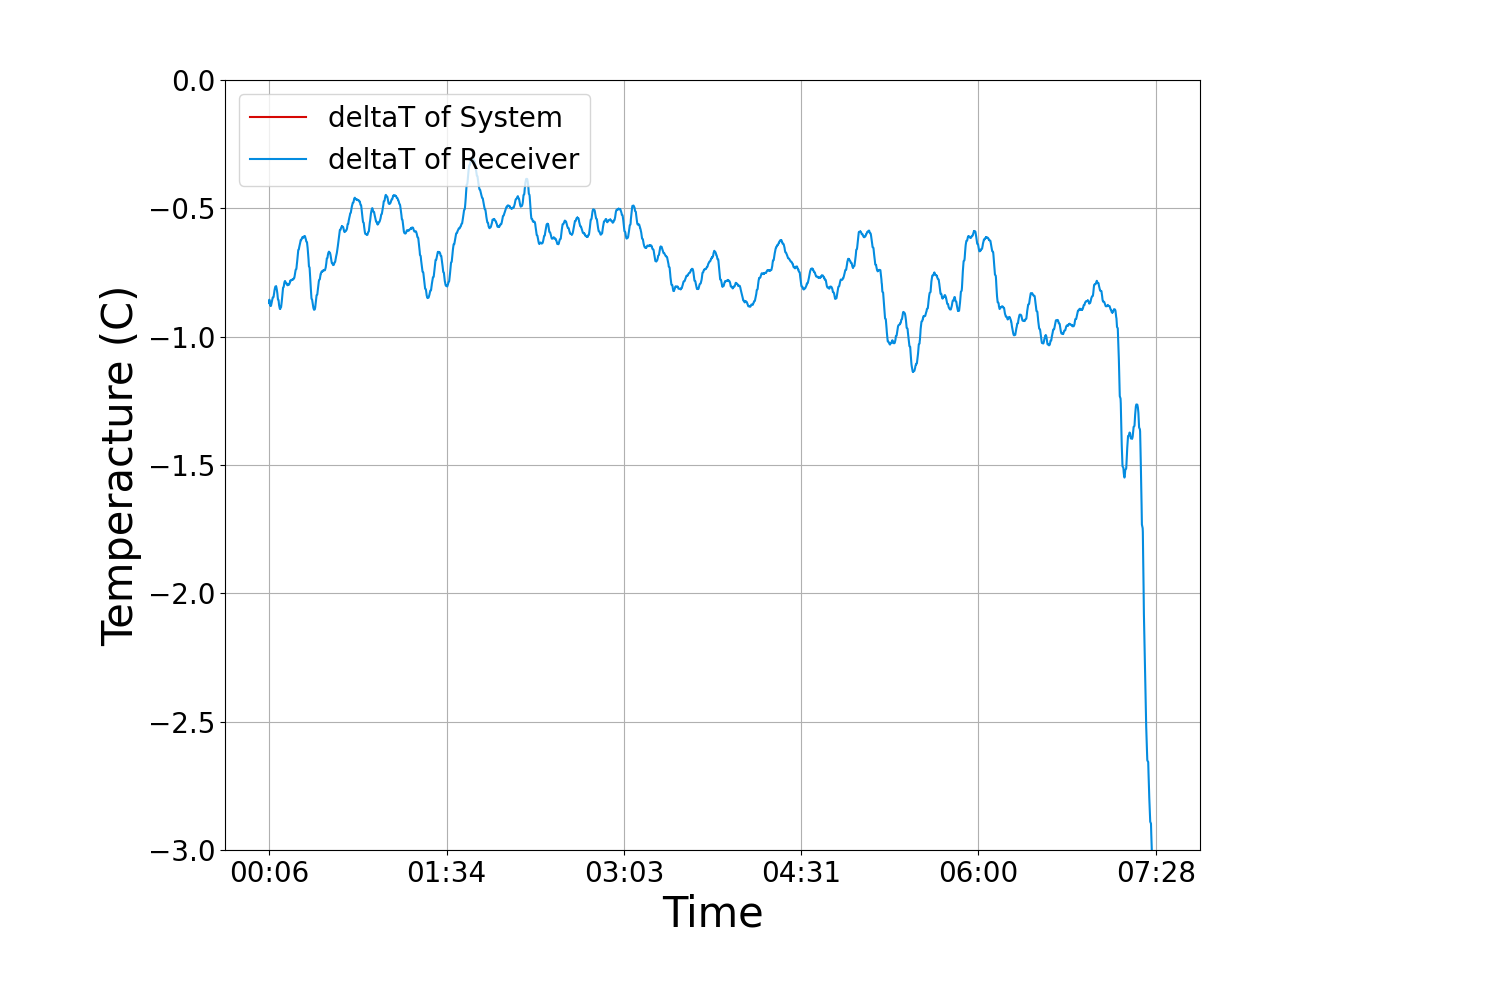 0.0
deltaT of System
deltaT of Receiver
−0.5
−1.0
−1.5
−2.0
−2.5
−3.0
Temperacture (C)
00:06 01:34 03:03 04:31 06:00 07:28
Time